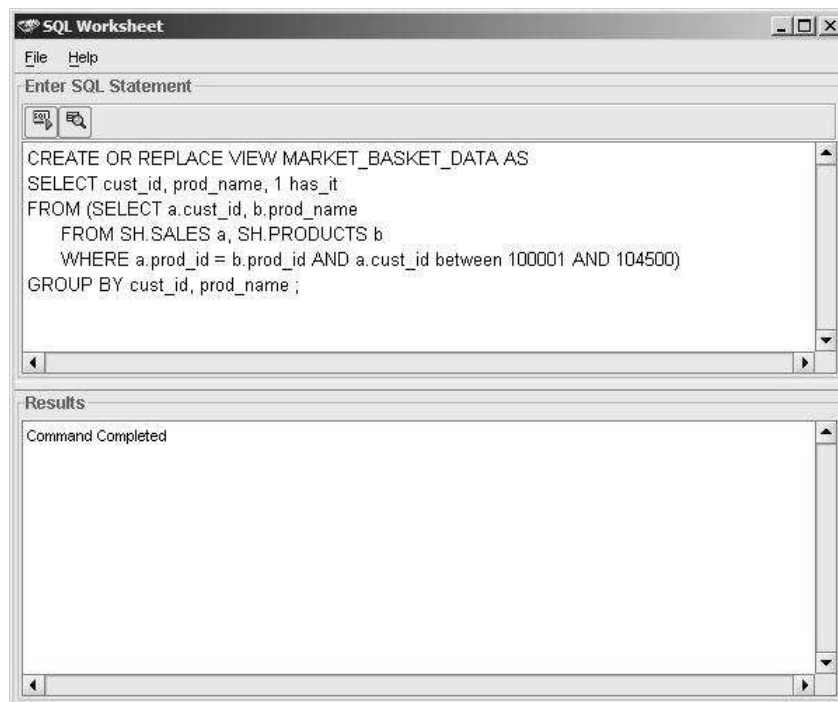 SQL Worksheet
File Help
Enter SQL Statement
CREATE OR REPLACE VIEW MARKET_BASKET_DATA AS
SELECT cust_id, prod_name, 1 has_it
FROM (SELECT a.cust_id, b.prod_name
FROM SH.SALES a, SH.PRODUCTS b
WHERE a.prod_id = b.prod_id AND a.cust_id between 100001 AND 104500)
GROUP BY cust_id, prod_name ;
Results
Command Completed